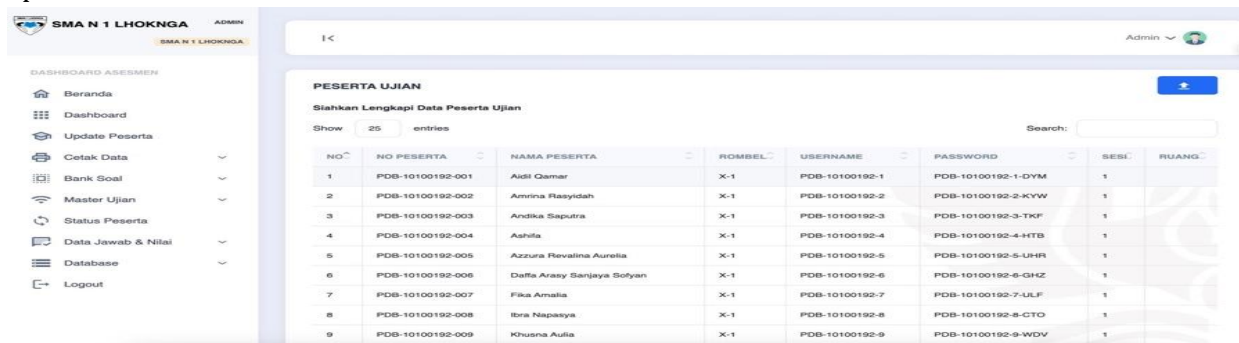 SMA N 1 LHOKNGA ADMIN
SMA N 1 LHOKNGA
Admin
DASHBOARD ASESMEN
Beranda
Dashboard
Update Peserta
Cetak Data
Bank Soal
Master Ujian
Status Peserta
Data Jawab & Nilai
Database
Logout
PESERTA UJIAN
Siahkan Lengkapi Data Peserta Ujian
Show 25 entries Search:
NO NO PESERTA NAMA PESERTA ROMBEL USERNAME PASSWORD SESI RUANG
1 PDB-10100192-001 Aidil Qamar X-1 PDB-10100192-1 PDB-10100192-1-DYM 1
2 PDB-10100192-002 Amrina Rasyidah X-1 PDB-10100192-2 PDB-10100192-2-KYW 1
3 PDB-10100192-003 Andika Saputra X-1 PDB-10100192-3 PDB-10100192-3-TKF 1
4 PDB-10100192-004 Ashila X-1 PDB-10100192-4 PDB-10100192-4-HTB 1
5 PDB-10100192-005 Azzura Revalina Aurelia X-1 PDB-10100192-5 PDB-10100192-5-UHR 1
6 PDB-10100192-006 Daffa Arasy Sanjaya Sofyan X-1 PDB-10100192-6 PDB-10100192-6-GHZ 1
7 PDB-10100192-007 Fika Amalia X-1 PDB-10100192-7 PDB-10100192-7-ULF 1
8 PDB-10100192-008 Ibra Napasya X-1 PDB-10100192-8 PDB-10100192-8-CTO 1
9 PDB-10100192-009 Khusna Aulia X-1 PDB-10100192-9 PDB-10100192-9-WDV 1